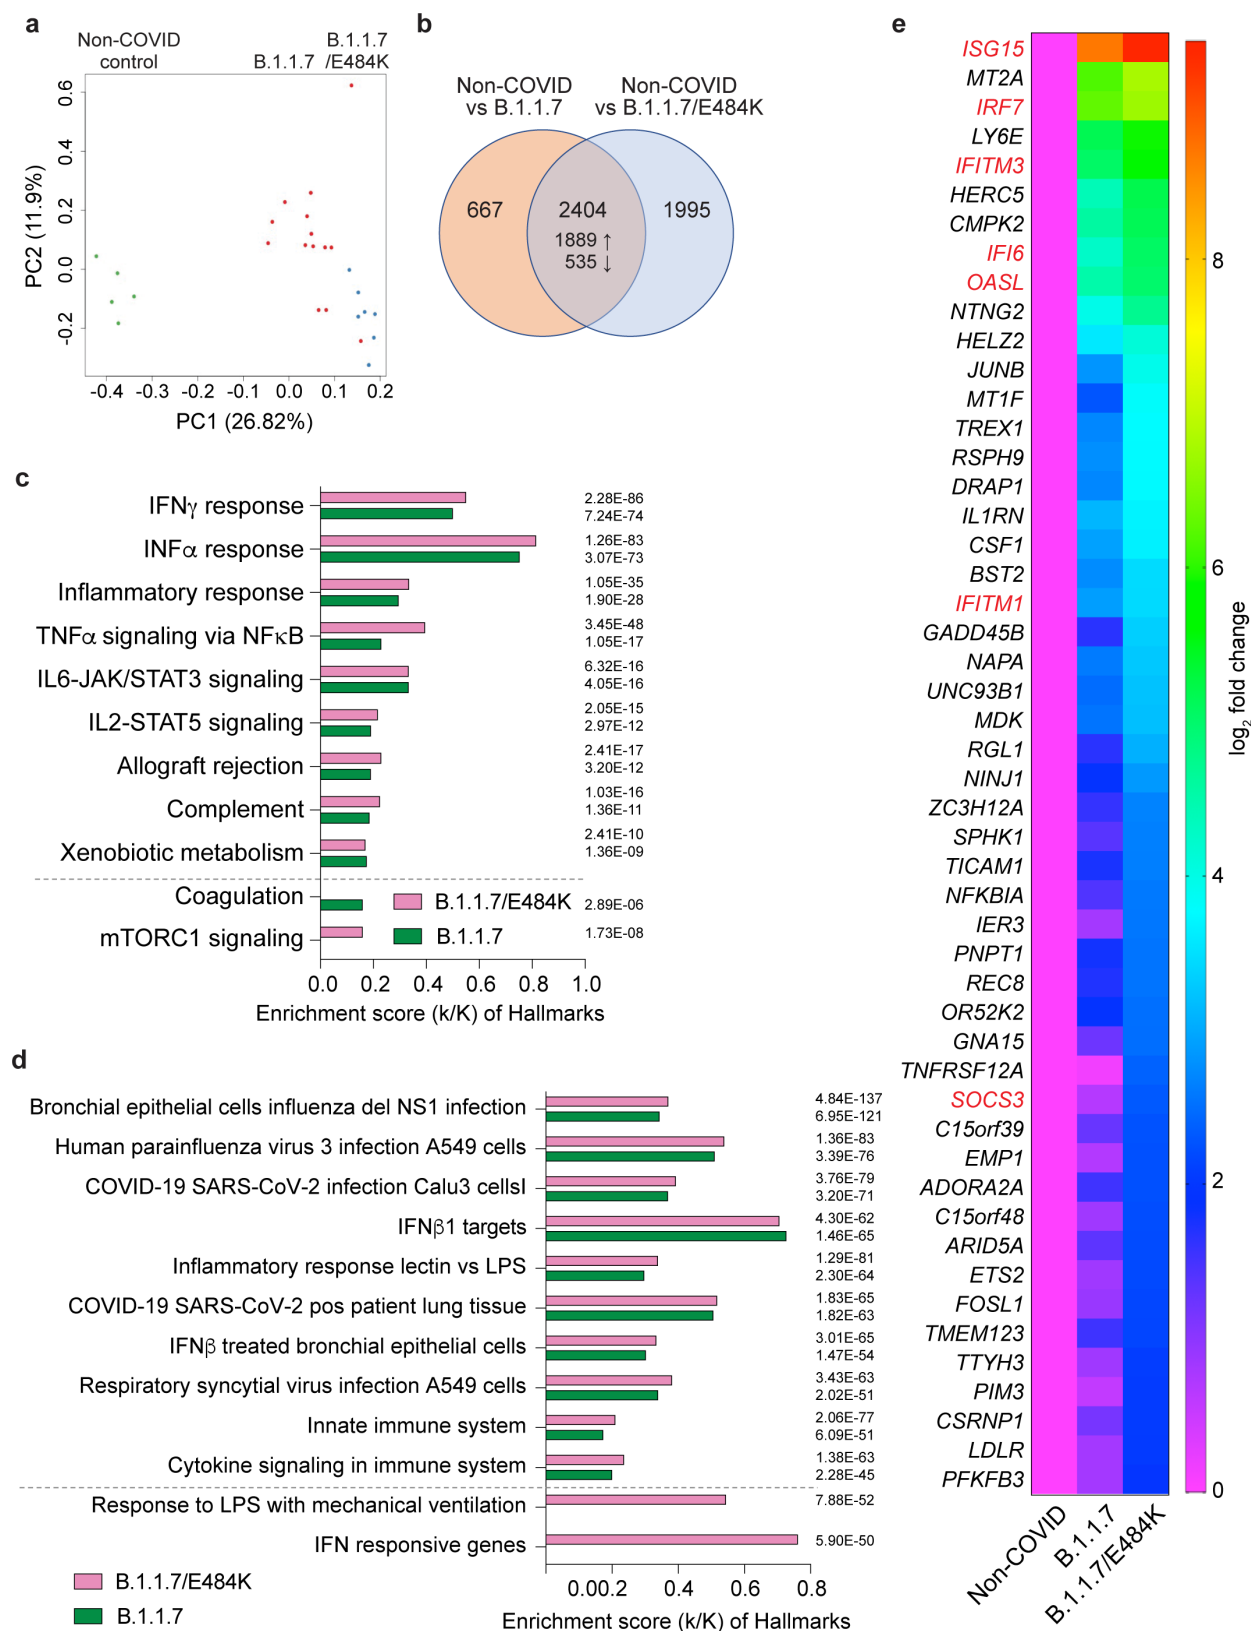 a
Non-COVID
control
B.1.1.7
B.1.1.7
/E484K
PC2 (11.9%)
0.6
0.4
0.2
0.0
-0.2
-0.4 -0.3 -0.2 -0.1 0.0 0.1 0.2
PC1 (26.82%)
b
Non-COVID
vs B.1.1.7
Non-COVID
vs B.1.1.7/E484K
667
2404
1889 ↑
535 ↓
1995
c
IFNγ response
2.28E-86
7.24E-74
INFα response
1.26E-83
3.07E-73
Inflammatory response
1.05E-35
1.90E-28
TNFα signaling via NFκB
3.45E-48
1.05E-17
IL6-JAK/STAT3 signaling
6.32E-16
4.05E-16
IL2-STAT5 signaling
2.05E-15
2.97E-12
Allograft rejection
2.41E-17
3.20E-12
Complement
1.03E-16
1.36E-11
Xenobiotic metabolism
2.41E-10
1.36E-09
Coagulation
2.89E-06
mTORC1 signaling
1.73E-08
B.1.1.7/E484K
B.1.1.7
0.0 0.2 0.4 0.6 0.8 1.0
Enrichment score (k/K) of Hallmarks
d
Bronchial epithelial cells influenza del NS1 infection
4.84E-137
6.95E-121
Human parainfluenza virus 3 infection A549 cells
1.36E-83
3.39E-76
COVID-19 SARS-CoV-2 infection Calu3 cellsI
3.76E-79
3.20E-71
IFNβ1 targets
4.30E-62
1.46E-65
Inflammatory response lectin vs LPS
1.29E-81
2.30E-64
COVID-19 SARS-CoV-2 pos patient lung tissue
1.83E-65
1.82E-63
IFNβ treated bronchial epithelial cells
3.01E-65
1.47E-54
Respiratory syncytial virus infection A549 cells
3.43E-63
2.02E-51
Innate immune system
2.06E-77
6.09E-51
Cytokine signaling in immune system
1.38E-63
2.28E-45
Response to LPS with mechanical ventilation
7.88E-52
IFN responsive genes
5.90E-50
B.1.1.7/E484K
B.1.1.7
0.00.2 0.4 0.6 0.8
Enrichment score (k/K) of Hallmarks
e
ISG15
MT2A
IRF7
LY6E
IFITM3
HERC5
CMPK2
IFI6
OASL
NTNG2
HELZ2
JUNB
MT1F
TREX1
RSPH9
DRAP1
IL1RN
CSF1
BST2
IFITM1
GADD45B
NAPA
UNC93B1
MDK
RGL1
NINJ1
ZC3H12A
SPHK1
TICAM1
NFKBIA
IER3
PNPT1
REC8
OR52K2
GNA15
TNFRSF12A
SOCS3
C15orf39
EMP1
ADORA2A
C15orf48
ARID5A
ETS2
FOSL1
TMEM123
TTYH3
PIM3
CSRNP1
LDLR
PFKFB3
Non-COVID
B.1.1.7
B.1.1.7/E484K
8
6
4
2
0
log2 fold change